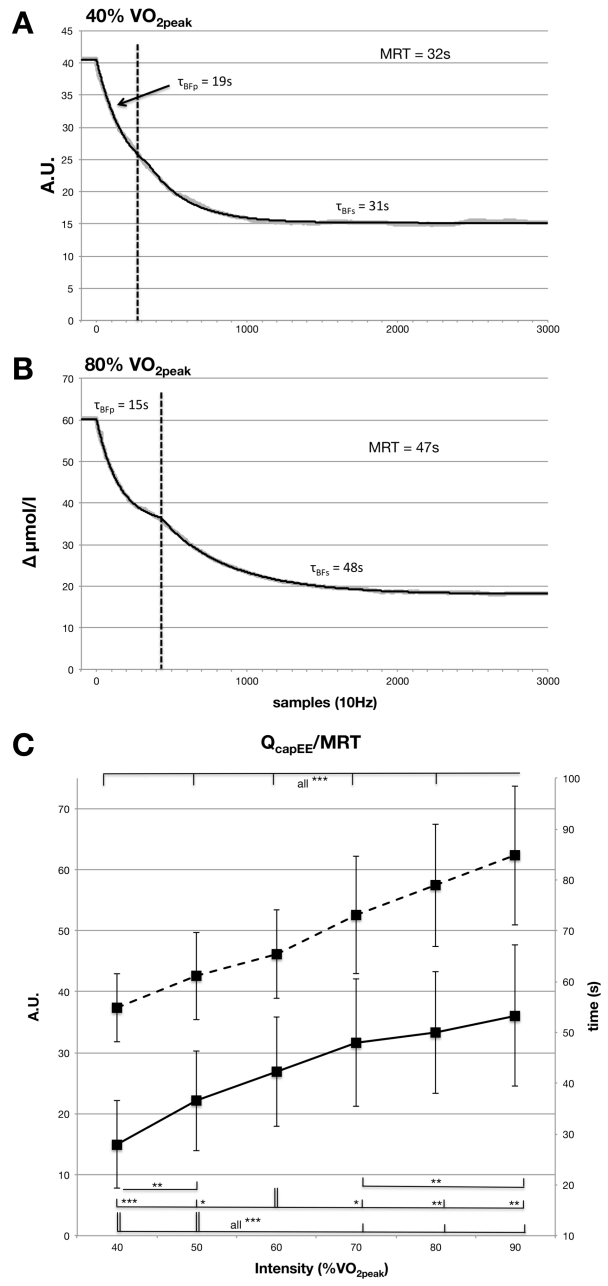 A
40% VO2peak
45
40
35
30
25
20
15
10
5
0
A.U.
MRT = 32s
τBFp = 19s
τBFs = 31s
0 1000 2000 3000
B
80% VO2peak
70
60
50
40
30
20
10
0
Δ μmol/l
τBFp = 15s
MRT = 47s
τBFs = 48s
0 1000 2000 3000
samples (10Hz)
C
QcapEE/MRT
all ***
70
60
50
40
30
20
10
0
A.U.
100
90
80
70
60
50
40
30
20
10
time (s)
** **
*** * * ** **
all ***
40 50 60 70 80 90
Intensity (%VO2peak)